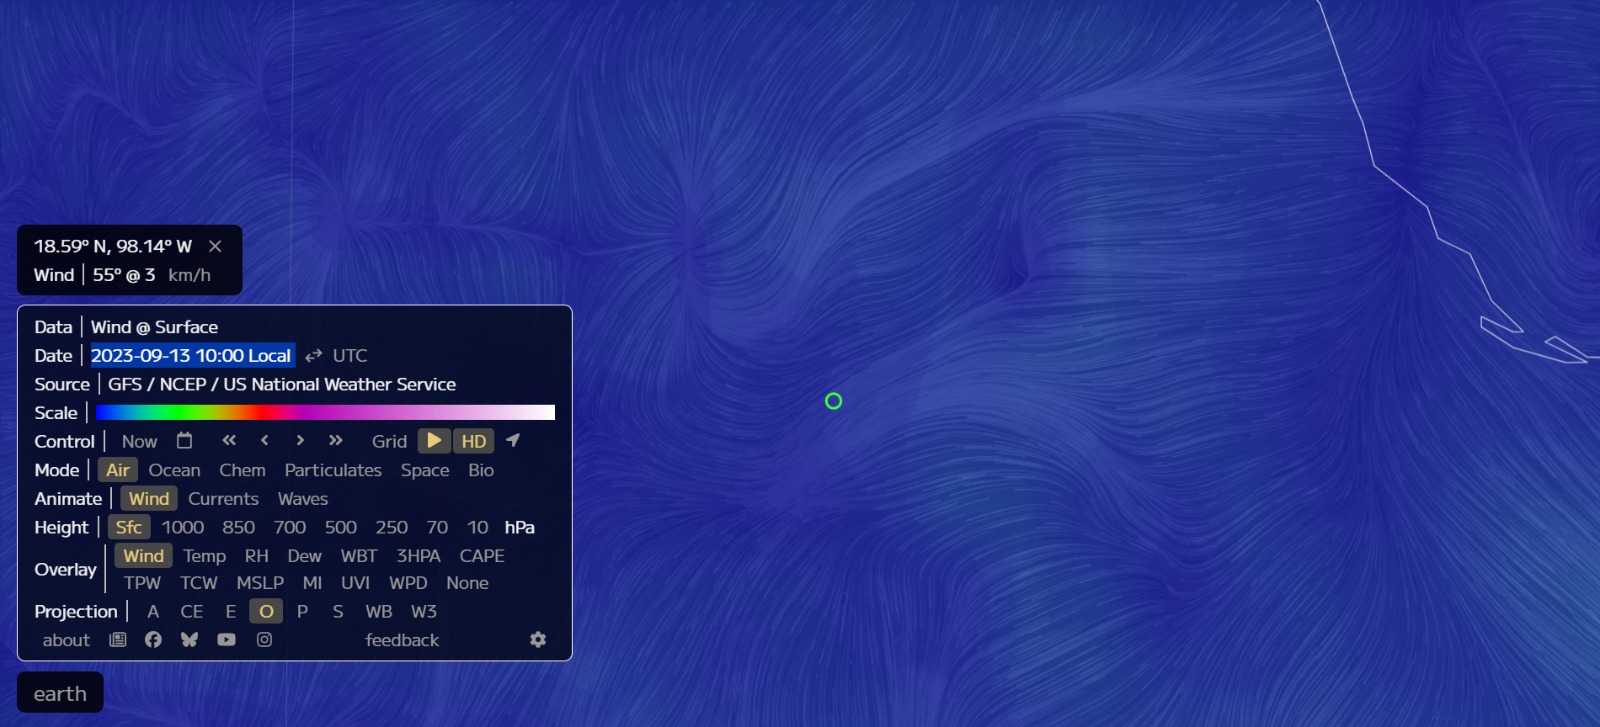 18.59° N, 98.14° W ×
Wind | 55° @ 3 km/h
Data | Wind @ Surface
Date | 2023-09-13 10:00 Local ⇄ UTC
Source | GFS / NCEP / US National Weather Service
Scale |
Control | Now « ‹ › » Grid HD
Mode | Air Ocean Chem Particulates Space Bio
Animate | Wind Currents Waves
Height | Sfc 1000 850 700 500 250 70 10 hPa
Overlay | Wind Temp RH Dew WBT 3HPA CAPE
TPW TCW MSLP MI UVI WPD None
Projection | A CE E O P S WB W3
about feedback
earth